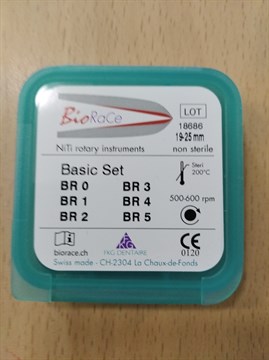 BioRaCe
LOT
18686
19-25 mm
NiTi rotary instruments
non sterile
Basic Set
BR 0 BR 3
BR 1 BR 4
BR 2 BR 5
Steri
200°C
500-600 rpm
biorace.ch
FKG DENTAIRE
0120
Swiss made - CH-2304 La Chaux-de-Fonds